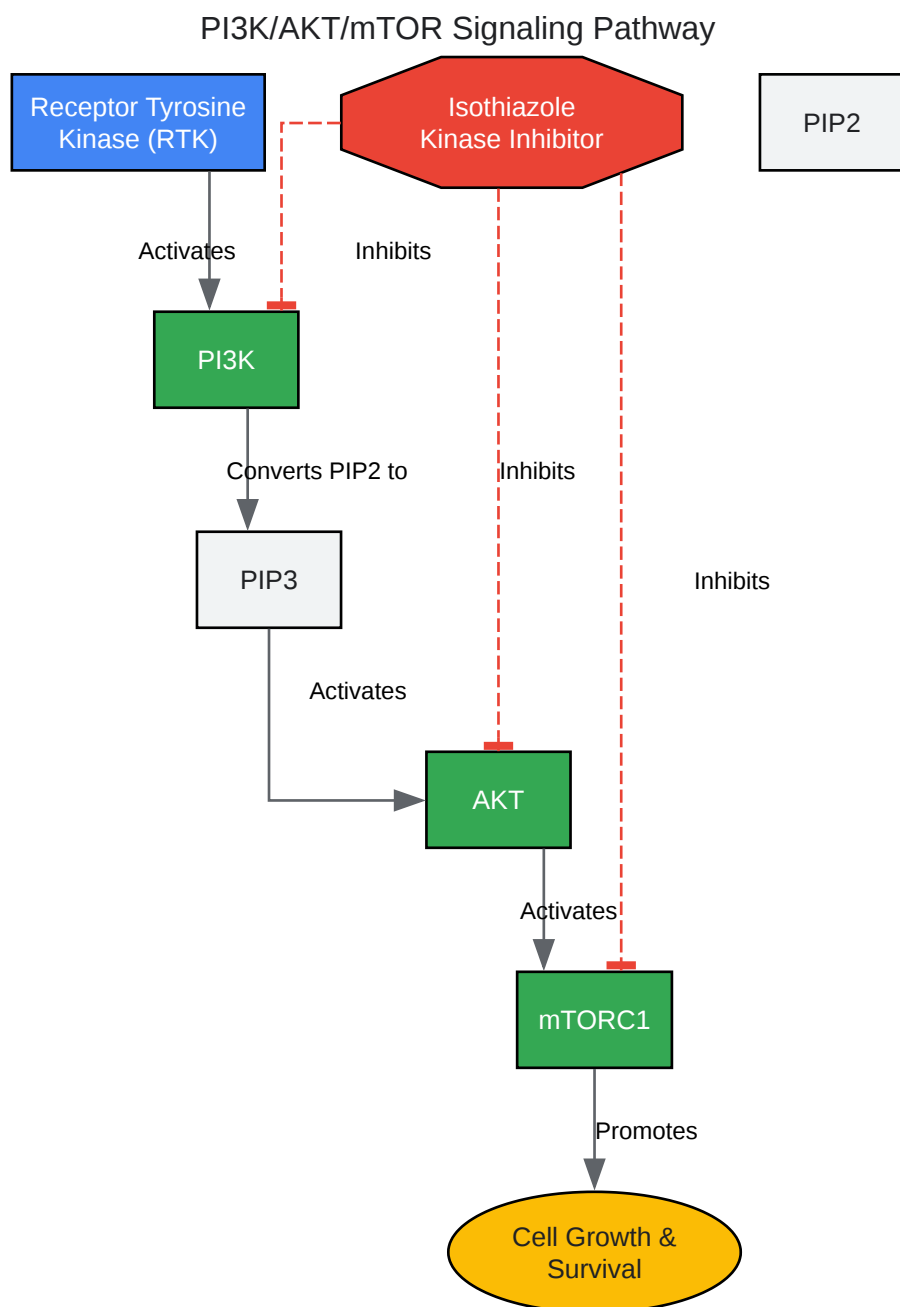 PI3K/AKT/mTOR Signaling Pathway
Receptor Tyrosine
Kinase (RTK)
Isothiazole
Kinase Inhibitor
PIP2
Activates
Inhibits
PI3K
Converts PIP2 to
Inhibits
PIP3
Inhibits
Activates
AKT
Activates
mTORC1
Promotes
Cell Growth &
Survival